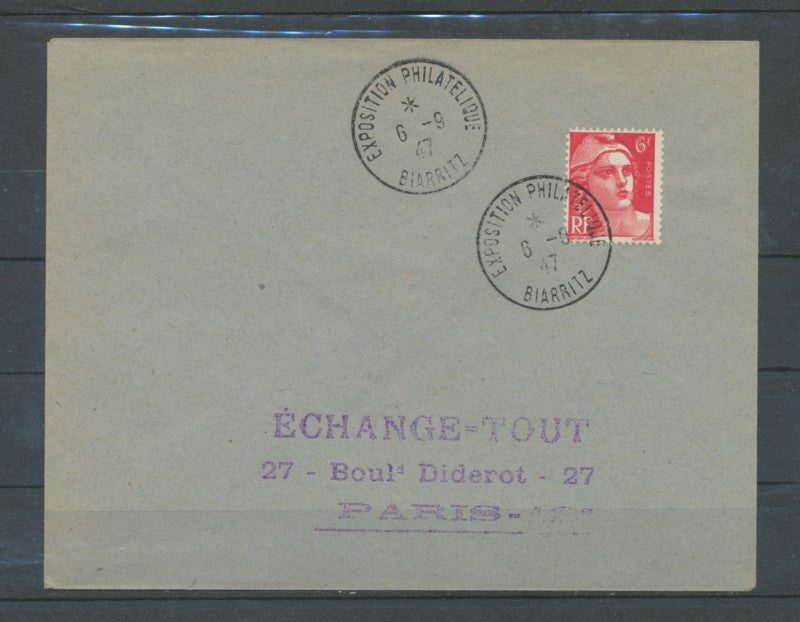 EXPOSITION PHILATELIQUE
*
6 -9
47
BIARRITZ
6F
POSTES
RF
EXPOSITION PHILATELIQUE
*
6 -9
47
BIARRITZ
ÉCHANGE=TOUT
27 - Boulᵈ Diderot - 27
PARIS-